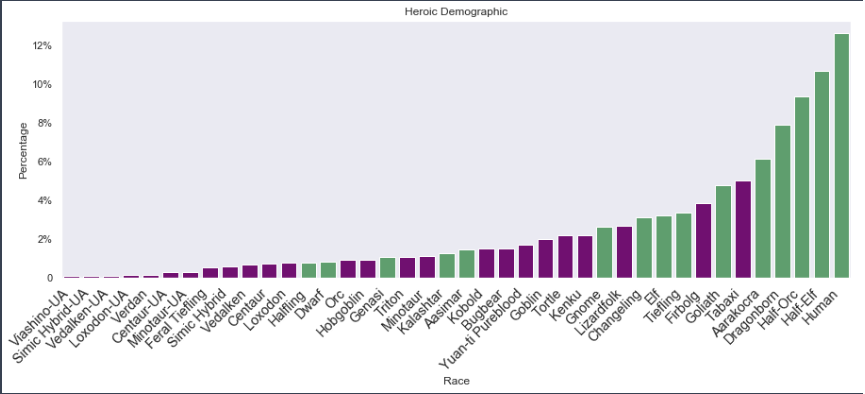 Heroic Demographic
Percentage
12%
10%
8%
6%
4%
2%
0
Viashino-UA
Simic Hybrid-UA
Vedalken-UA
Loxodon-UA
Verdan
Centaur-UA
Minotaur-UA
Feral Tiefling
Simic Hybrid
Vedalken
Centaur
Loxodon
Halfling
Dwarf
Orc
Hobgoblin
Genasi
Triton
Minotaur
Kalashtar
Aasimar
Kobold
Bugbear
Yuan-ti Pureblood
Goblin
Tortle
Kenku
Gnome
Lizardfolk
Changeling
Elf
Tiefling
Firbolg
Goliath
Tabaxi
Aarakocra
Dragonborn
Half-Orc
Half-Elf
Human
Race